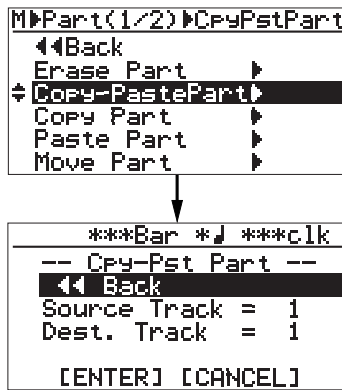 M▶Part(1/2)▶CpyPstPart
◀◀Back
Erase Part ▶
Copy-PastePart▶
Copy Part ▶
Paste Part ▶
Move Part ▶
***Bar *♩ ***clk
-- Cpy-Pst Part --
◀◀ Back
Source Track = 1
Dest. Track = 1
[ENTER] [CANCEL]